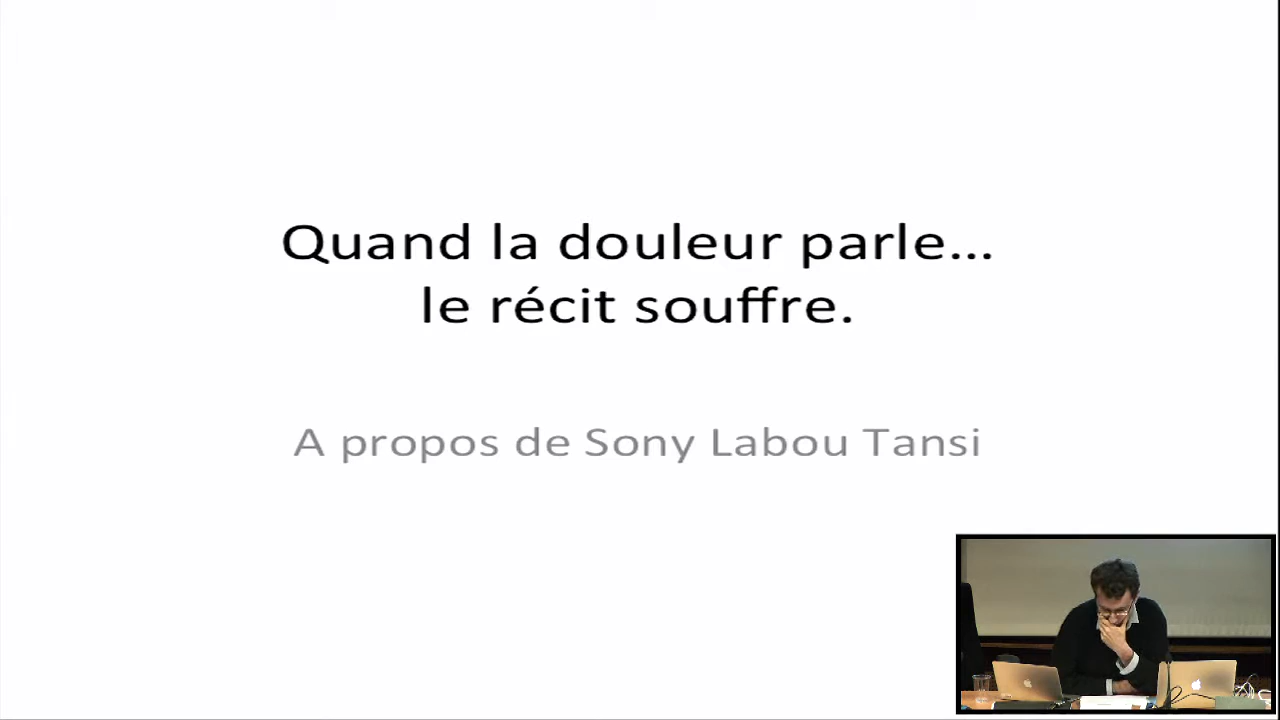 Quand la douleur parle...
le récit souffre.
A propos de Sony Labou Tansi